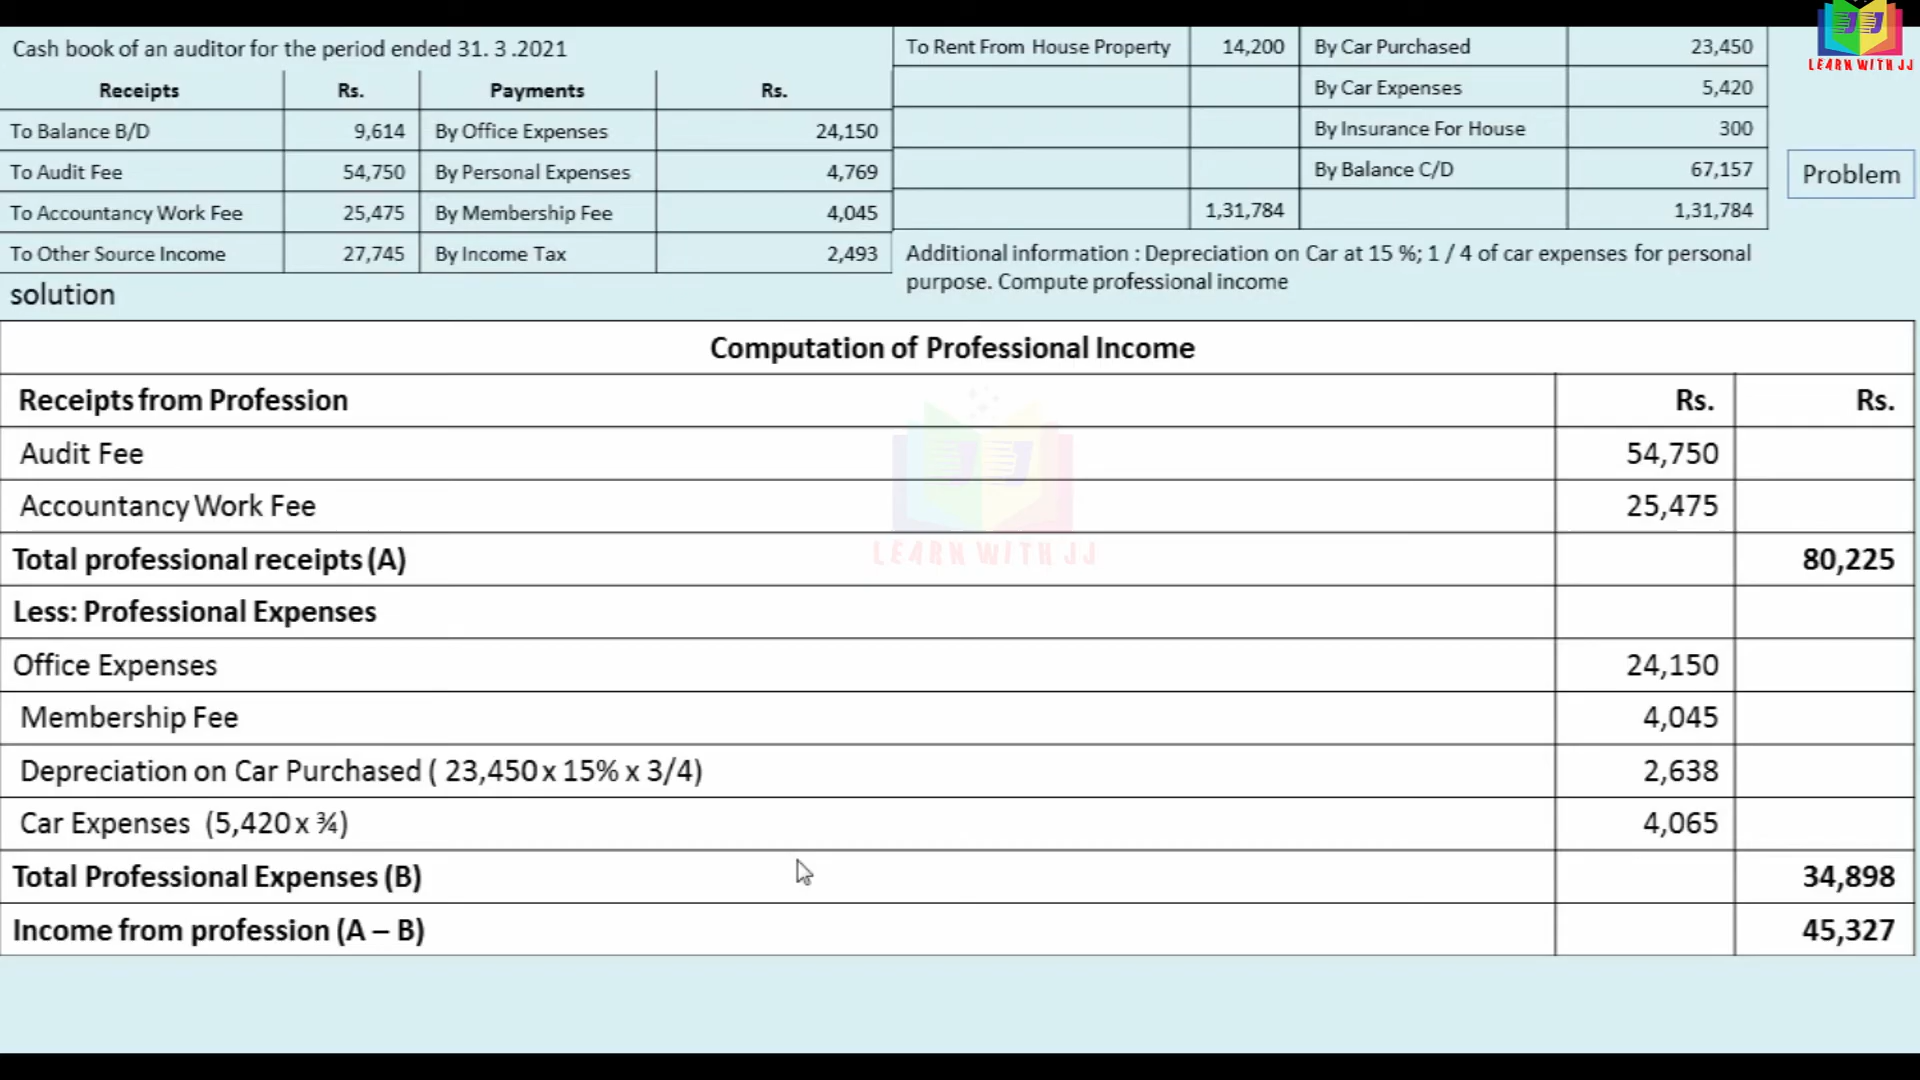 Cash book of an auditor for the period ended 31. 3 .2021
Receipts Rs. Payments Rs.
To Balance B/D 9,614 By Office Expenses 24,150
To Audit Fee 54,750 By Personal Expenses 4,769
To Accountancy Work Fee 25,475 By Membership Fee 4,045
To Other Source Income 27,745 By Income Tax 2,493
To Rent From House Property 14,200 By Car Purchased 23,450
By Car Expenses 5,420
By Insurance For House 300
By Balance C/D 67,157
1,31,784 1,31,784
Additional information : Depreciation on Car at 15 %; 1 / 4 of car expenses for personal
purpose. Compute professional income
LEARN WITH JJ
Problem
solution
Computation of Professional Income
Receipts from Profession Rs. Rs.
Audit Fee 54,750
Accountancy Work Fee 25,475
LEARN WITH JJ
Total professional receipts (A) 80,225
Less: Professional Expenses
Office Expenses 24,150
Membership Fee 4,045
Depreciation on Car Purchased ( 23,450 x 15% x 3/4) 2,638
Car Expenses (5,420 x ¾) 4,065
Total Professional Expenses (B) 34,898
Income from profession (A – B) 45,327